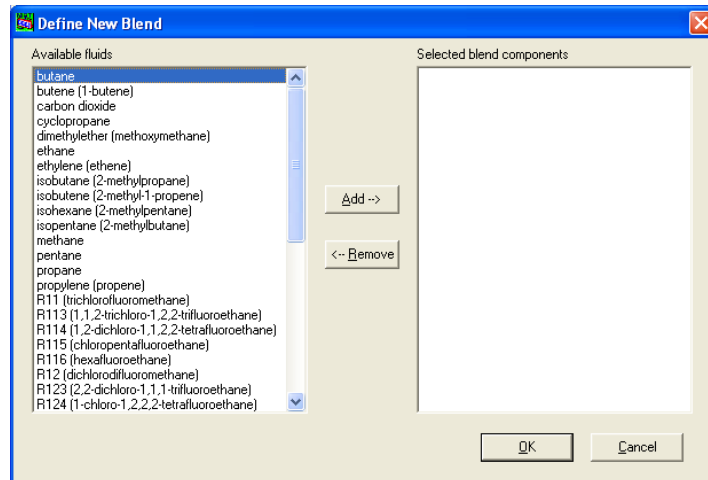 Define New Blend
Available fluids
Selected blend components
butane
butene (1-butene)
carbon dioxide
cyclopropane
dimethylether (methoxymethane)
ethane
ethylene (ethene)
isobutane (2-methylpropane)
isobutene (2-methyl-1-propene)
isohexane (2-methylpentane)
isopentane (2-methylbutane)
methane
pentane
propane
propylene (propene)
R11 (trichlorofluoromethane)
R113 (1,1,2-trichloro-1,2,2-trifluoroethane)
R114 (1,2-dichloro-1,1,2,2-tetrafluoroethane)
R115 (chloropentafluoroethane)
R116 (hexafluoroethane)
R12 (dichlorodifluoromethane)
R123 (2,2-dichloro-1,1,1-trifluoroethane)
R124 (1-chloro-1,2,2,2-tetrafluoroethane)
Add -->
<-- Remove
OK
Cancel